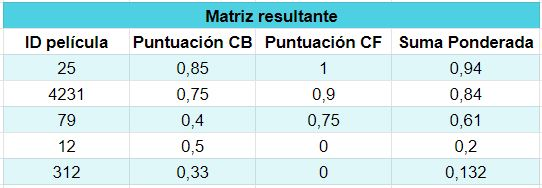 Matriz resultante
ID película Puntuación CB Puntuación CF Suma Ponderada
25 0,85 1 0,94
4231 0,75 0,9 0,84
79 0,4 0,75 0,61
12 0,5 0 0,2
312 0,33 0 0,132